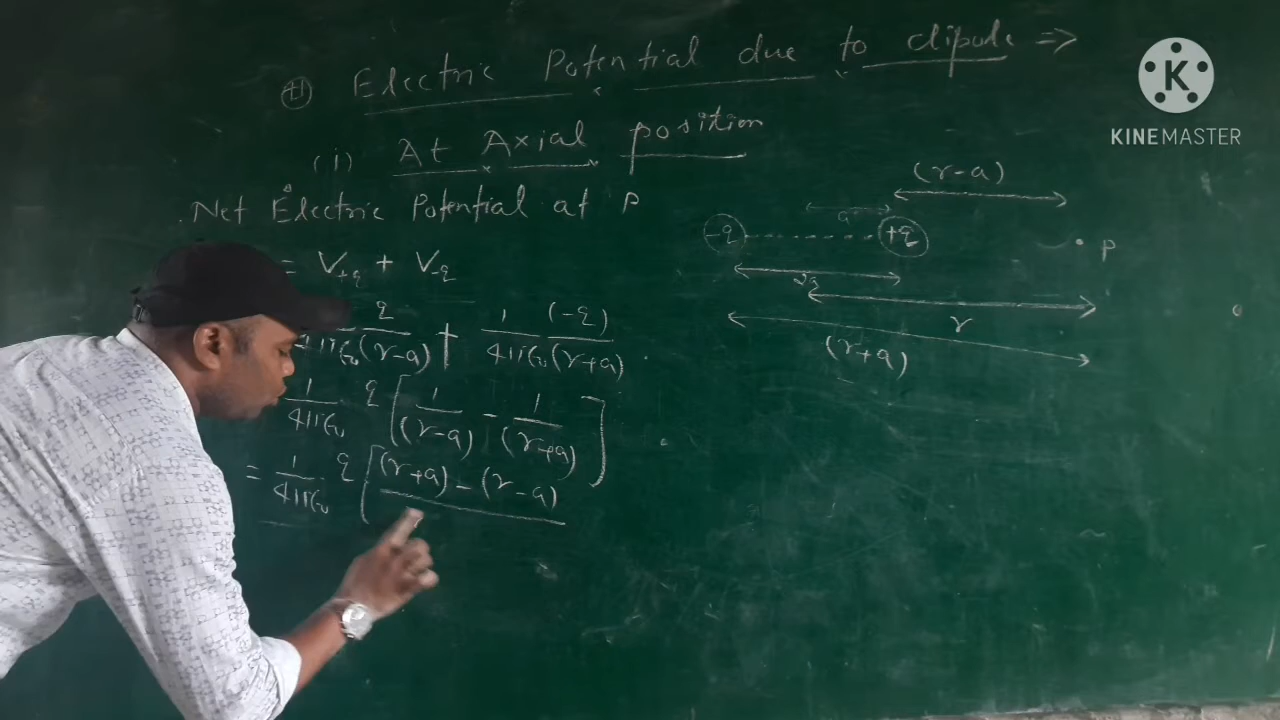 (4) Electric Potential due to dipole ⇒
(i) At Axial position
Net Electric Potential at P
= V+q + V-q
q/4πϵ₀(r-a) + 1/4πϵ₀ (-q)/(r+a)
1/4πϵ₀ q [1/(r-a) - 1/(r+a)]
= 1/4πϵ₀ q [(r+a) - (r-a)
(r-a)
a
-q +q . P
2a
r
(r+a)
K
KINEMASTER